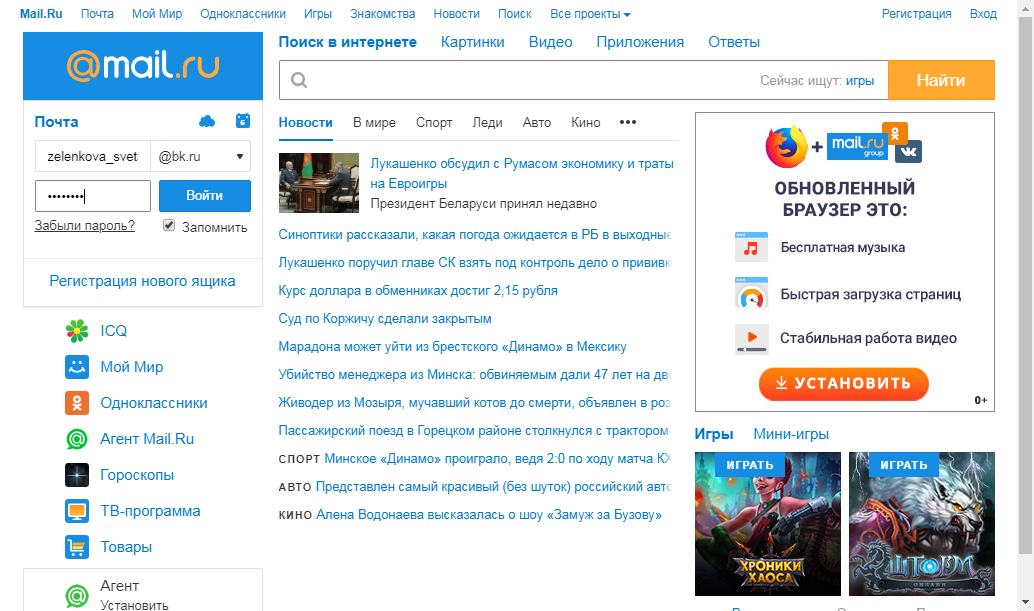 Mail.Ru Почта Мой Мир Одноклассники Игры Знакомства Новости Поиск Все проекты Регистрация Вход
@mail.ru
Почта
6
zelenkova_svet @bk.ru
••••••••
Войти
Забыли пароль? Запомнить
Регистрация нового ящика
ICQ
Мой Мир
Одноклассники
Агент Mail.Ru
Гороскопы
ТВ-программа
Товары
Агент
Установить
Поиск в интернете Картинки Видео Приложения Ответы
Сейчас ищут: игры Найти
Новости В мире Спорт Леди Авто Кино •••
Лукашенко обсудил с Румасом экономику и траты
на Евроигры
Президент Беларуси принял недавно
Синоптики рассказали, какая погода ожидается в РБ в выходные
Лукашенко поручил главе СК взять под контроль дело о прививк
Курс доллара в обменниках достиг 2,15 рубля
Суд по Коржичу сделали закрытым
Марадона может уйти из брестского «Динамо» в Мексику
Убийство менеджера из Минска: обвиняемым дали 47 лет на дво
Живодер из Мозыря, мучавший котов до смерти, объявлен в роз
Пассажирский поезд в Горецком районе столкнулся с трактором
СПОРТ Минское «Динамо» проиграло, ведя 2:0 по ходу матча КХ
АВТО Представлен самый красивый (без шуток) российский авто
КИНО Алена Водонаева высказалась о шоу «Замуж за Бузову»
+ mail.ru
group
ОБНОВЛЕННЫЙ
БРАУЗЕР ЭТО:
Бесплатная музыка
Быстрая загрузка страниц
Стабильная работа видео
УСТАНОВИТЬ
0+
Игры Мини-игры
ИГРАТЬ ИГРАТЬ
ХРОНИКИ
ХАОСА
ШТОРМ
ОНЛАЙН